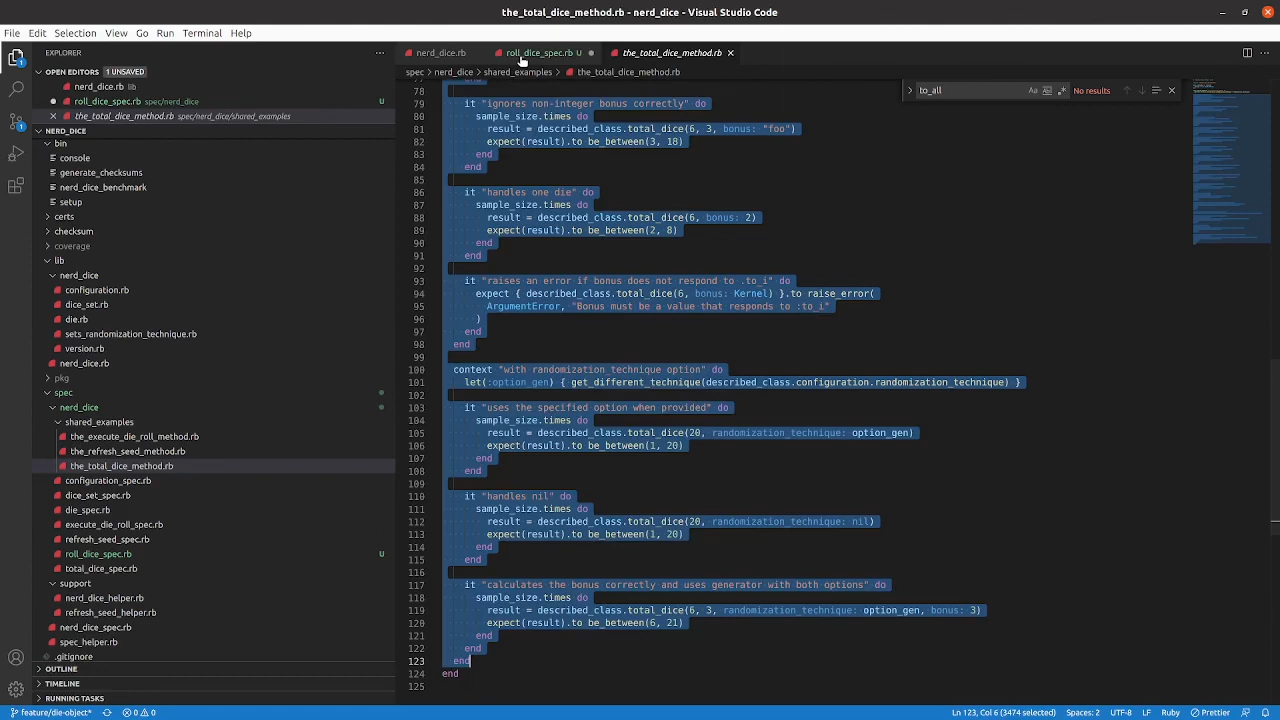 the_total_dice_method.rb - nerd_dice - Visual Studio Code
File Edit Selection View Go Run Terminal Help
EXPLORER
OPEN EDITORS 1 UNSAVED
nerd_dice.rb lib
roll_dice_spec.rb spec/nerd_dice U
the_total_dice_method.rb spec/nerd_dice/shared_examples
NERD_DICE
bin
console
generate_checksums
nerd_dice_benchmark
setup
certs
checksum
coverage
lib
nerd_dice
configuration.rb
dice_set.rb
die.rb
sets_randomization_technique.rb
version.rb
nerd_dice.rb
pkg
spec
nerd_dice
shared_examples
the_execute_die_roll_method.rb
the_refresh_seed_method.rb
the_total_dice_method.rb
configuration_spec.rb
dice_set_spec.rb
die_spec.rb
execute_die_roll_spec.rb
refresh_seed_spec.rb
roll_dice_spec.rb U
total_dice_spec.rb
support
nerd_dice_helper.rb
refresh_seed_helper.rb
nerd_dice_spec.rb
spec_helper.rb
.gitignore
OUTLINE
TIMELINE
RUNNING TASKS
nerd_dice.rb roll_dice_spec.rb U the_total_dice_method.rb
spec nerd_dice shared_examples the_total_dice_method.rb
to_all Aa No results
77 end
78
79 it "ignores non-integer bonus correctly" do
80 sample_size.times do
81 result = described_class.total_dice(6, 3, bonus: "foo")
82 expect(result).to be_between(3, 18)
83 end
84 end
85
86 it "handles one die" do
87 sample_size.times do
88 result = described_class.total_dice(6, bonus: 2)
89 expect(result).to be_between(2, 8)
90 end
91 end
92
93 it "raises an error if bonus does not respond to .to_i" do
94 expect { described_class.total_dice(6, bonus: Kernel) }.to raise_error(
95 ArgumentError, "Bonus must be a value that responds to :to_i"
96 )
97 end
98 end
99
100 context "with randomization_technique option" do
101 let(:option_gen) { get_different_technique(described_class.configuration.randomization_technique) }
102
103 it "uses the specified option when provided" do
104 sample_size.times do
105 result = described_class.total_dice(20, randomization_technique: option_gen)
106 expect(result).to be_between(1, 20)
107 end
108 end
109
110 it "handles nil" do
111 sample_size.times do
112 result = described_class.total_dice(20, randomization_technique: nil)
113 expect(result).to be_between(1, 20)
114 end
115 end
116
117 it "calculates the bonus correctly and uses generator with both options" do
118 sample_size.times do
119 result = described_class.total_dice(6, 3, randomization_technique: option_gen, bonus: 3)
120 expect(result).to be_between(6, 21)
121 end
122 end
123 end
124 end
125
feature/die-object* 0 0 Ln 123, Col 6 (3474 selected) Spaces: 2 UTF-8 LF Ruby Prettier